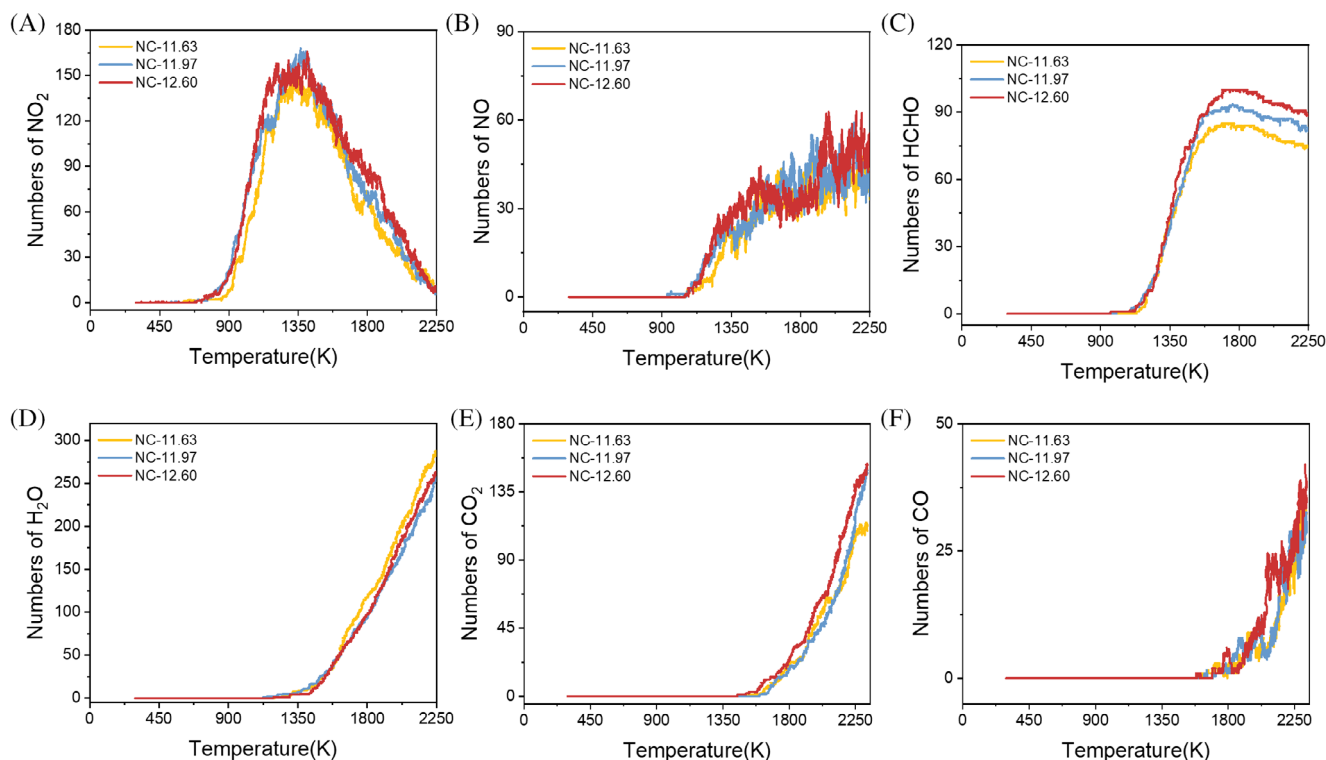 (A)
180
150
120
90
60
30
0
Numbers of NO₂
NC-11.63
NC-11.97
NC-12.60
0 450 900 1350 1800 2250
Temperature(K)
(B)
90
60
30
0
Numbers of NO
NC-11.63
NC-11.97
NC-12.60
0 450 900 1350 1800 2250
Temperature(K)
(C)
120
90
60
30
0
Numbers of HCHO
NC-11.63
NC-11.97
NC-12.60
0 450 900 1350 1800 2250
Temperature(K)
(D)
300
250
200
150
100
50
0
Numbers of H₂O
NC-11.63
NC-11.97
NC-12.60
0 450 900 1350 1800 2250
Temperature(K)
(E)
180
135
90
45
0
Numbers of CO₂
NC-11.63
NC-11.97
NC-12.60
0 450 900 1350 1800 2250
Temperature(K)
(F)
50
25
0
Numbers of CO
NC-11.63
NC-11.97
NC-12.60
0 450 900 1350 1800 2250
Temperature(K)